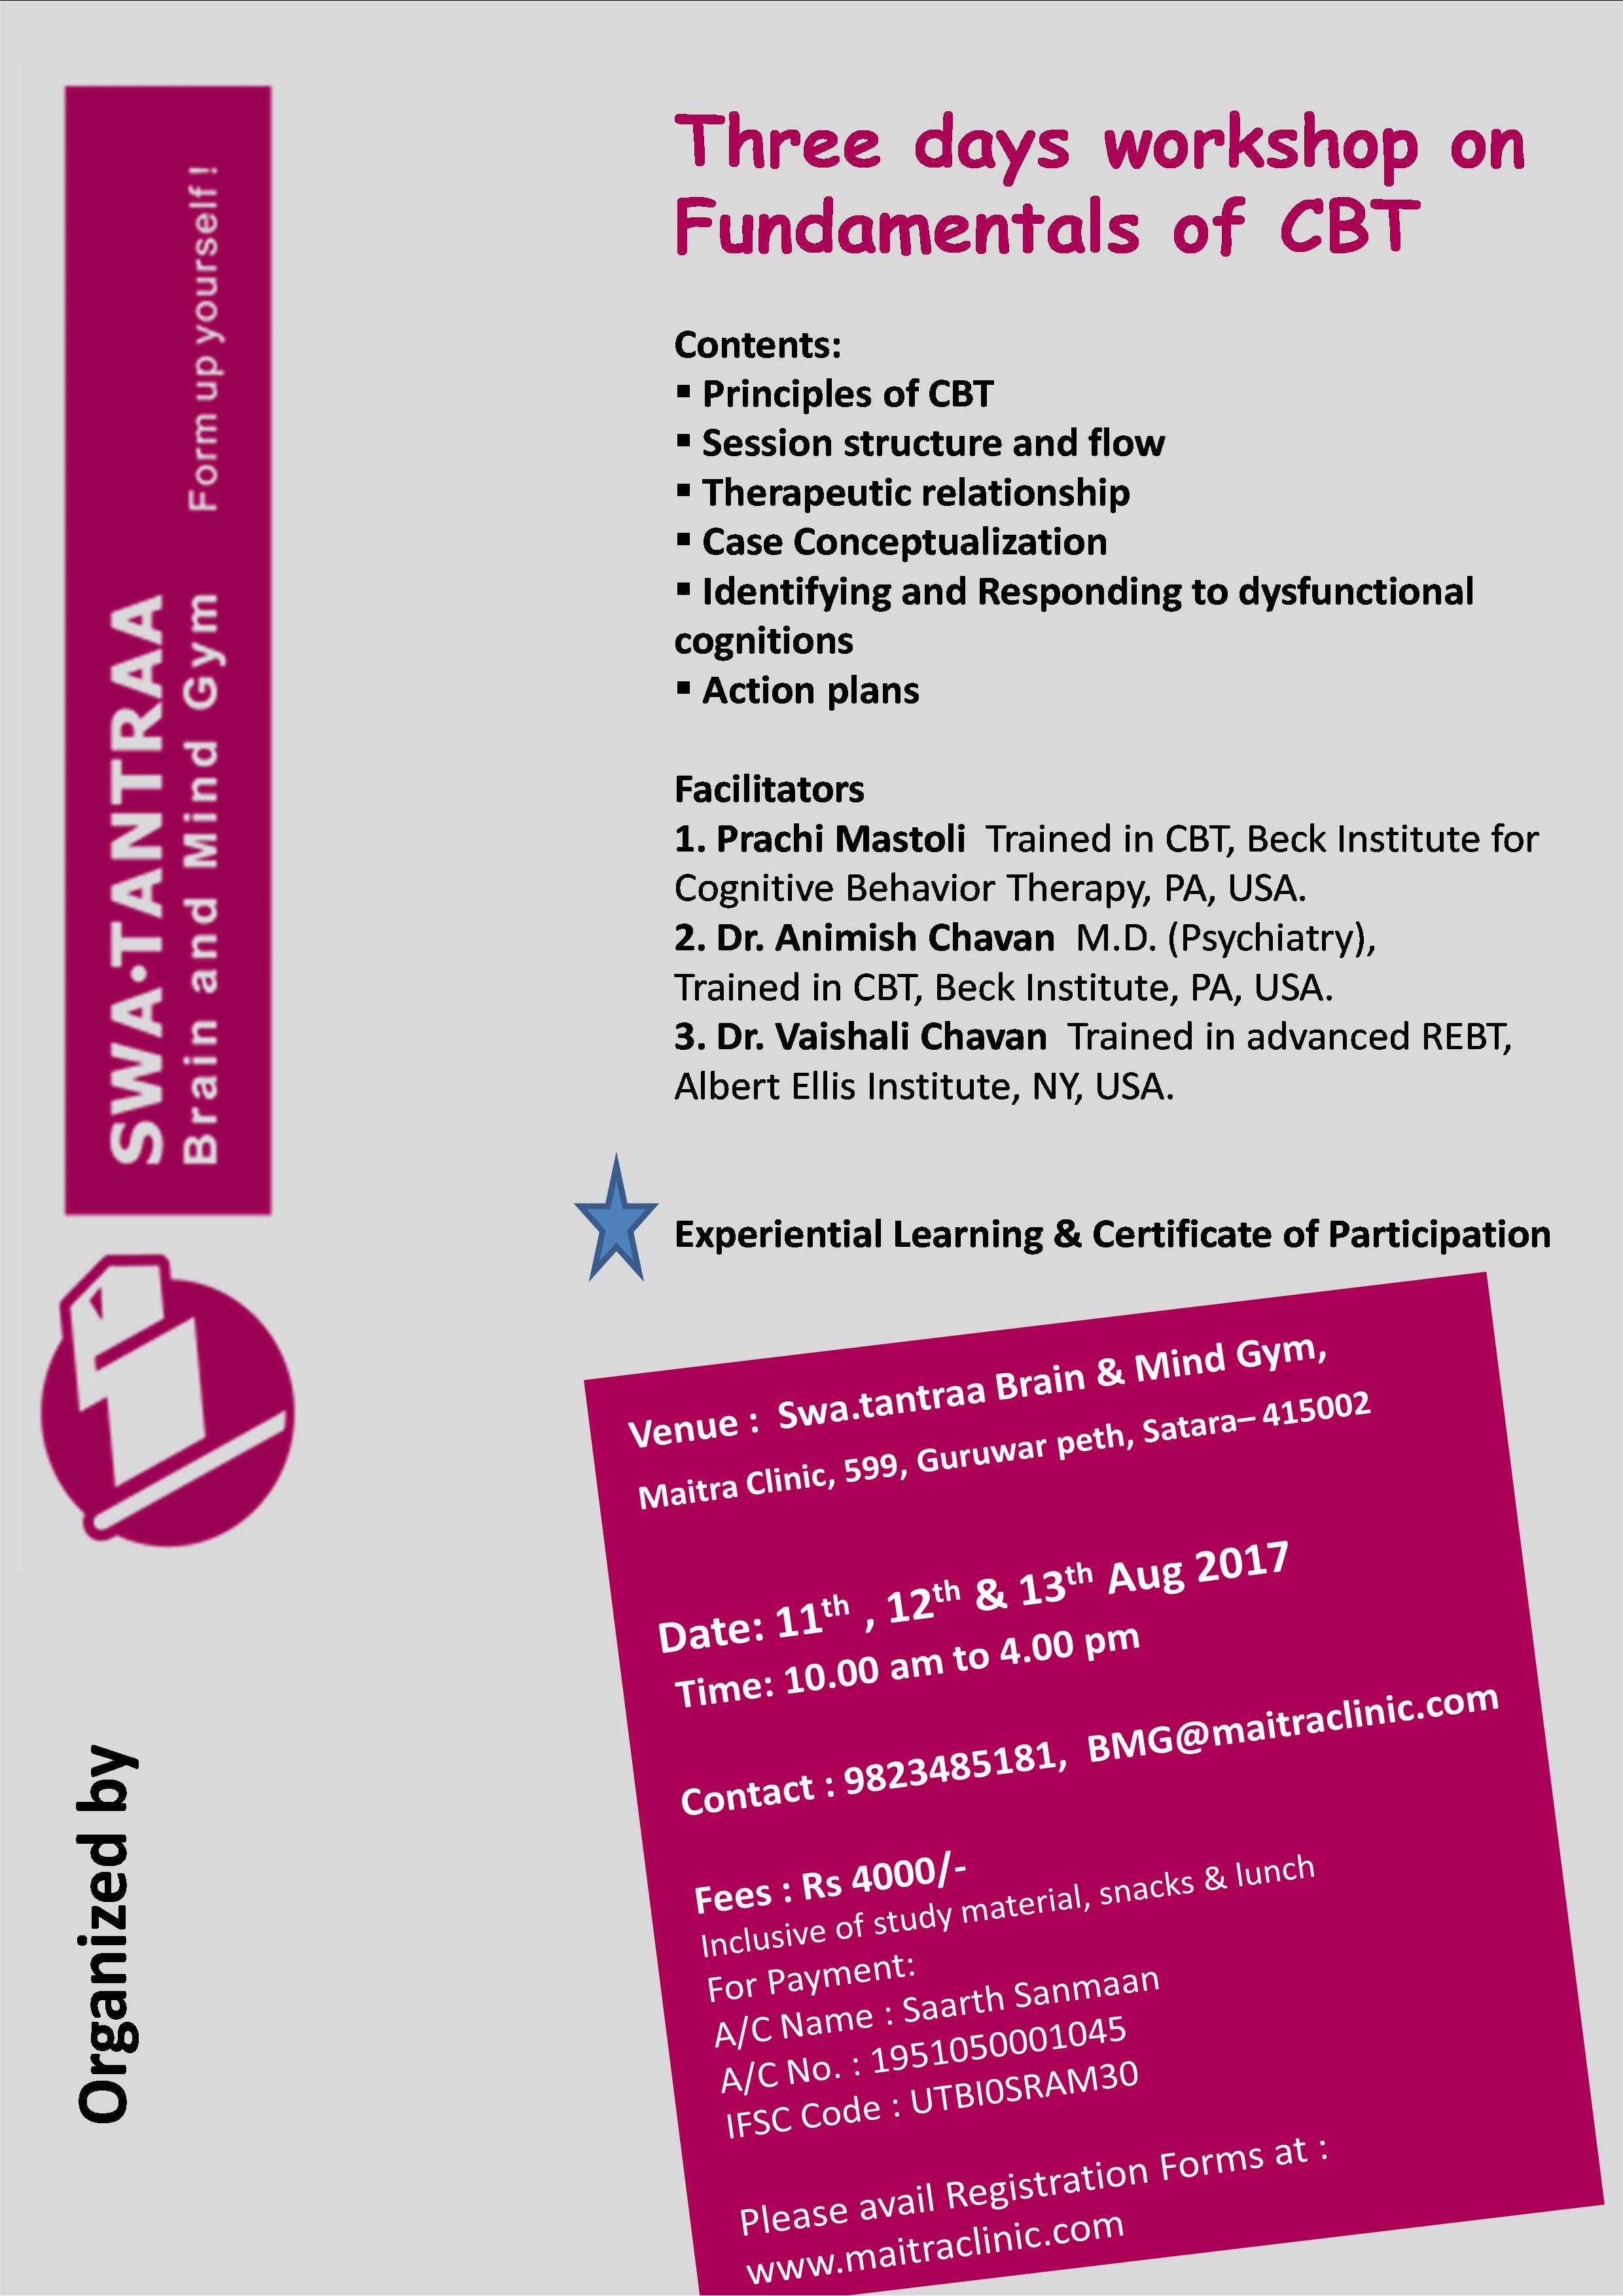 Three days workshop on
Fundamentals of CBT
Contents:
▪ Principles of CBT
▪ Session structure and flow
▪ Therapeutic relationship
▪ Case Conceptualization
▪ Identifying and Responding to dysfunctional
cognitions
▪ Action plans
Facilitators
1. Prachi Mastoli Trained in CBT, Beck Institute for
Cognitive Behavior Therapy, PA, USA.
2. Dr. Animish Chavan M.D. (Psychiatry),
Trained in CBT, Beck Institute, PA, USA.
3. Dr. Vaishali Chavan Trained in advanced REBT,
Albert Ellis Institute, NY, USA.
Experiential Learning & Certificate of Participation
Venue : Swa.tantraa Brain & Mind Gym,
Maitra Clinic, 599, Guruwar peth, Satara– 415002
Date: 11th , 12th & 13th Aug 2017
Time: 10.00 am to 4.00 pm
Contact : 9823485181, BMG@maitraclinic.com
Fees : Rs 4000/-
Inclusive of study material, snacks & lunch
For Payment:
A/C Name : Saarth Sanmaan
A/C No. : 1951050001045
IFSC Code : UTBI0SRAM30
Please avail Registration Forms at :
www.maitraclinic.com
Organized by
SWA•TANTRAA
Brain and Mind Gym Form up yourself !